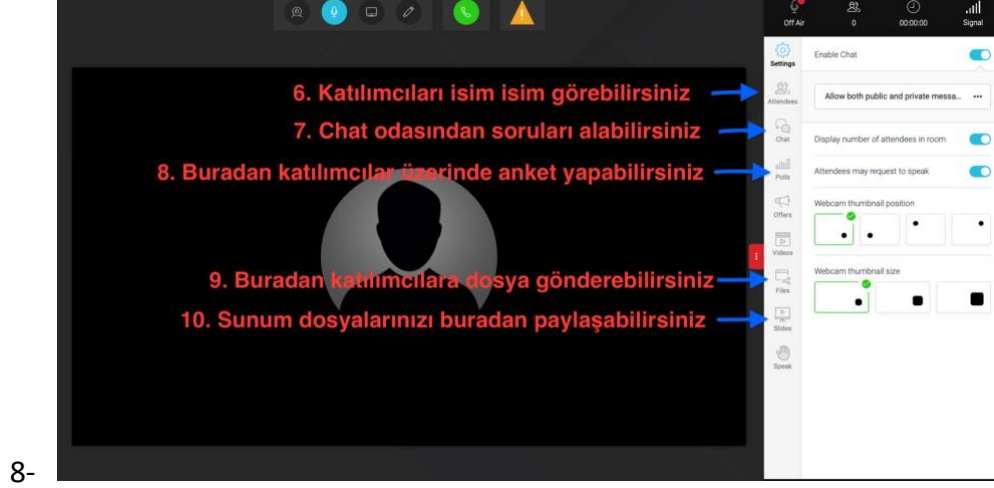 Off Air
0
00:00:00
Signal
Settings
Enable Chat
6. Katılımcıları isim isim görebilirsiniz
Attendees
Allow both public and private messa...
7. Chat odasından soruları alabilirsiniz
Chat
Display number of attendees in room
8. Buradan katılımcılar üzerinde anket yapabilirsiniz
Polls
Attendees may request to speak
Offers
Webcam thumbnail position
Videos
9. Buradan katılımcılara dosya gönderebilirsiniz
Files
Webcam thumbnail size
10. Sunum dosyalarınızı buradan paylaşabilirsiniz
Slides
Speak
8-